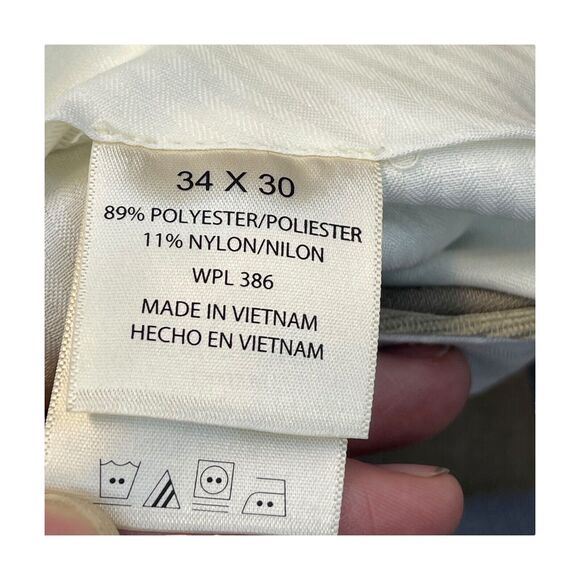 34 X 30
89% POLYESTER/POLIESTER
11% NYLON/NILON
WPL 386
MADE IN VIETNAM
HECHO EN VIETNAM